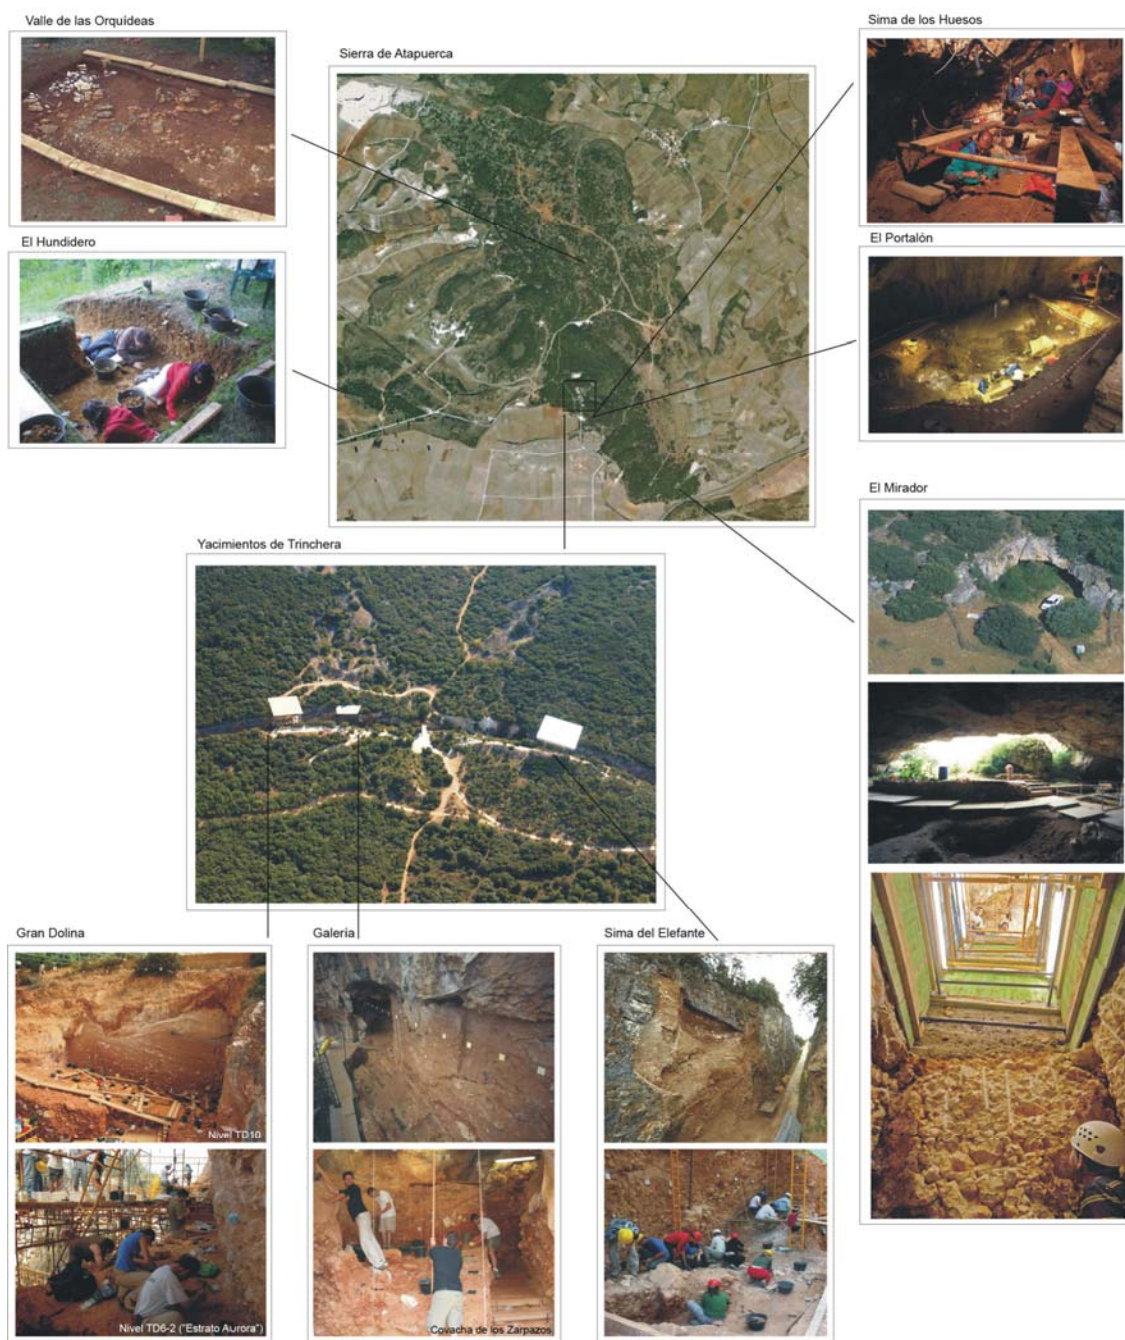 Valle de las Orquídeas
Sierra de Atapuerca
Sima de los Huesos
El Hundidero
El Portalón
El Mirador
Yacimientos de Trinchera
Gran Dolina
Galería
Sima del Elefante
Nivel TD10
Nivel TD6-2 ("Estrato Aurora")
Covacha de los Zarpazos